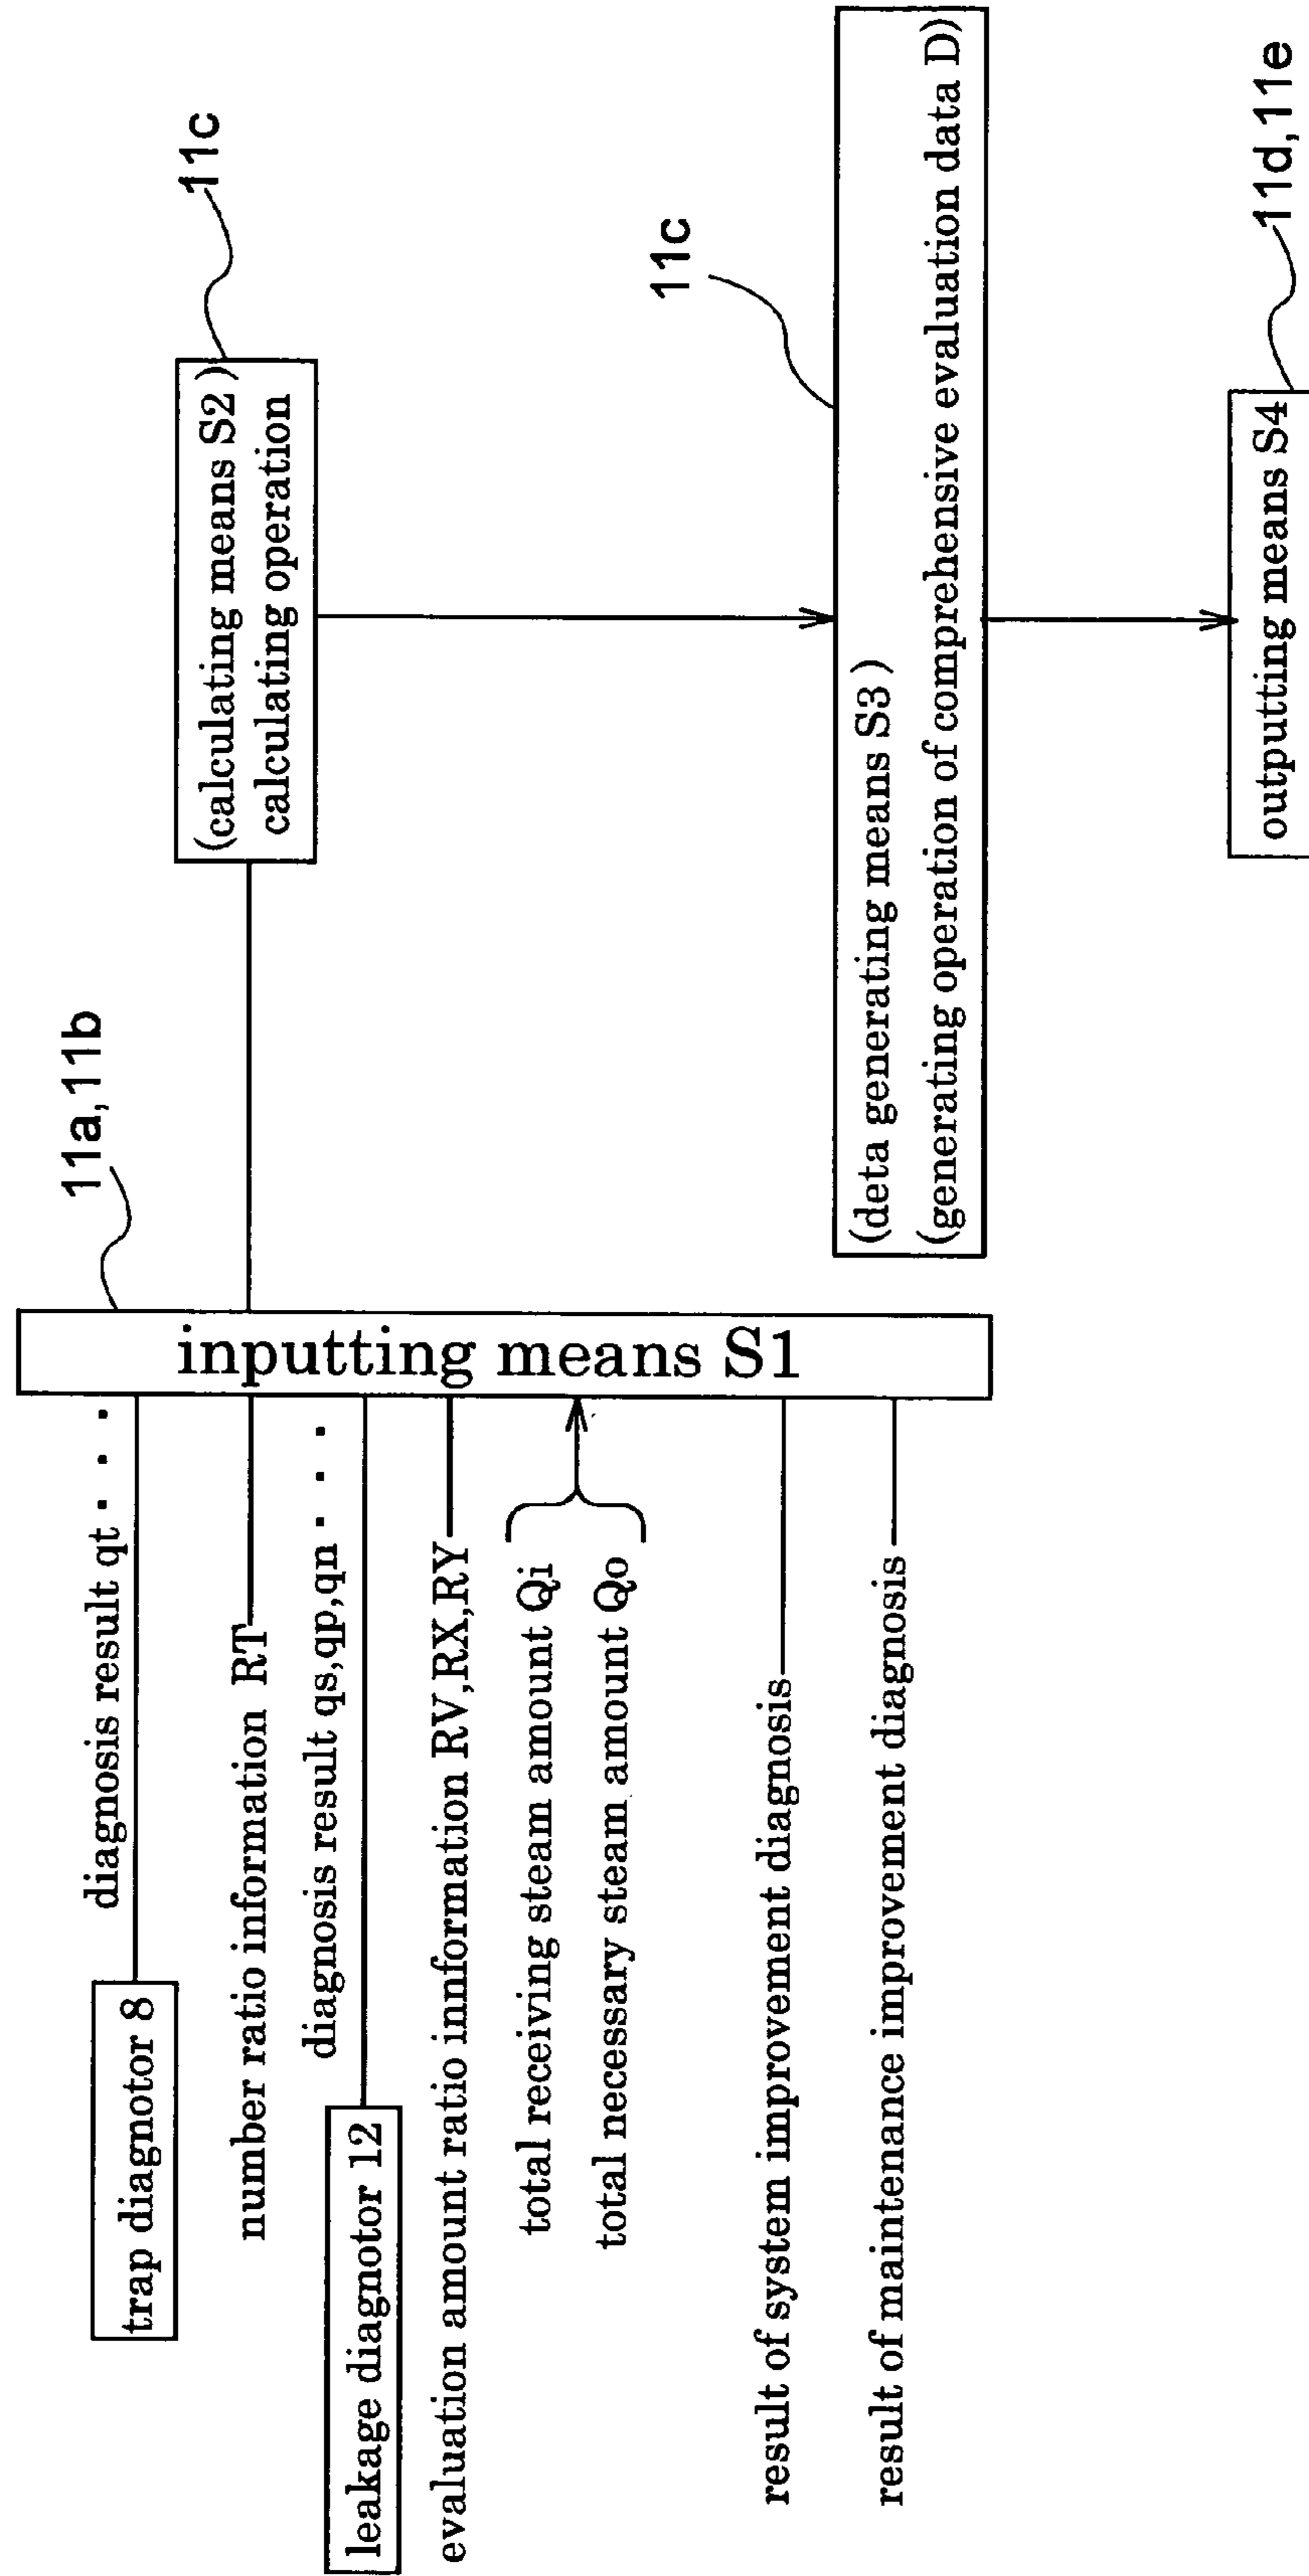 trap diagnotor 8
diagnosis result qt · · ·
number ratio information RT
leakage diagnotor 12
diagnosis result qs,qp,qn · · ·
evaluation amount ratio innformation RV,RX,RY
total receiving steam amount Qi
total necessary steam amount Qo
result of system improvement diagnosis
result of maintenance improvement diagnosis
11a,11b
inputting means S1
11c
(calculating means S2)
calculating operation
11c
(deta generating means S3)
(generating operation of comprehensive evaluation data D)
11d,11e
outputting means S4